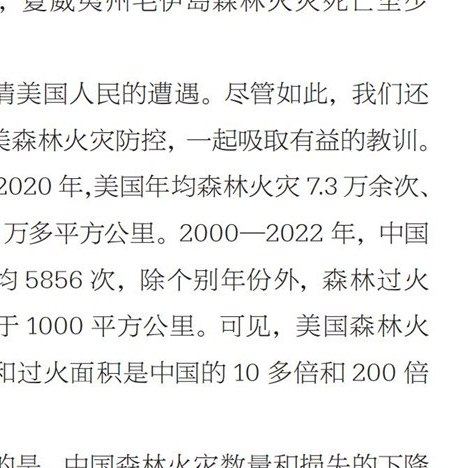 ，夏威夷州毛伊岛森林火灾死亡至少
情美国人民的遭遇。尽管如此，我们还
美森林火灾防控，一起吸取有益的教训。
2020 年，美国年均森林火灾 7.3 万余次、
万多平方公里。2000—2022 年，中国
均 5856 次，除个别年份外，森林过火
于 1000 平方公里。可见，美国森林火
和过火面积是中国的 10 多倍和 200 倍
的是，中国森林火灾数量和损失的下降